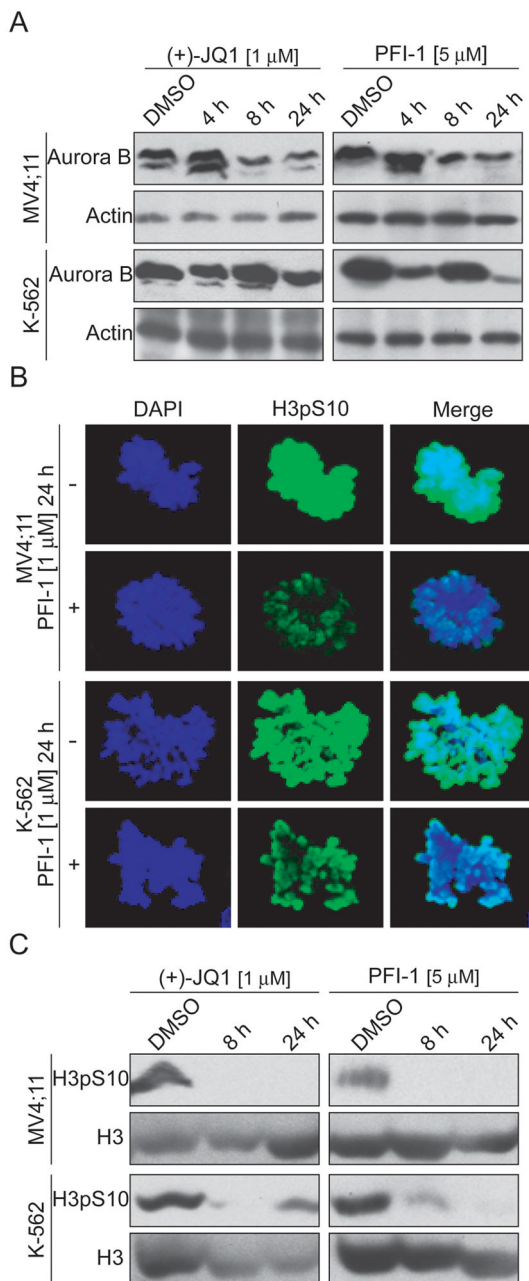 A
(+)-JQ1 [1 μM]
PFI-1 [5 μM]
DMSO 4 h 8 h 24 h
DMSO 4 h 8 h 24 h
MV4;11
Aurora B
Actin
K-562
Aurora B
Actin
B
DAPI H3pS10 Merge
MV4;11
PFI-1 [1 μM] 24 h
-
+
K-562
PFI-1 [1 μM] 24 h
-
+
C
(+)-JQ1 [1 μM]
PFI-1 [5 μM]
DMSO 8 h 24 h
DMSO 8 h 24 h
MV4;11
H3pS10
H3
K-562
H3pS10
H3